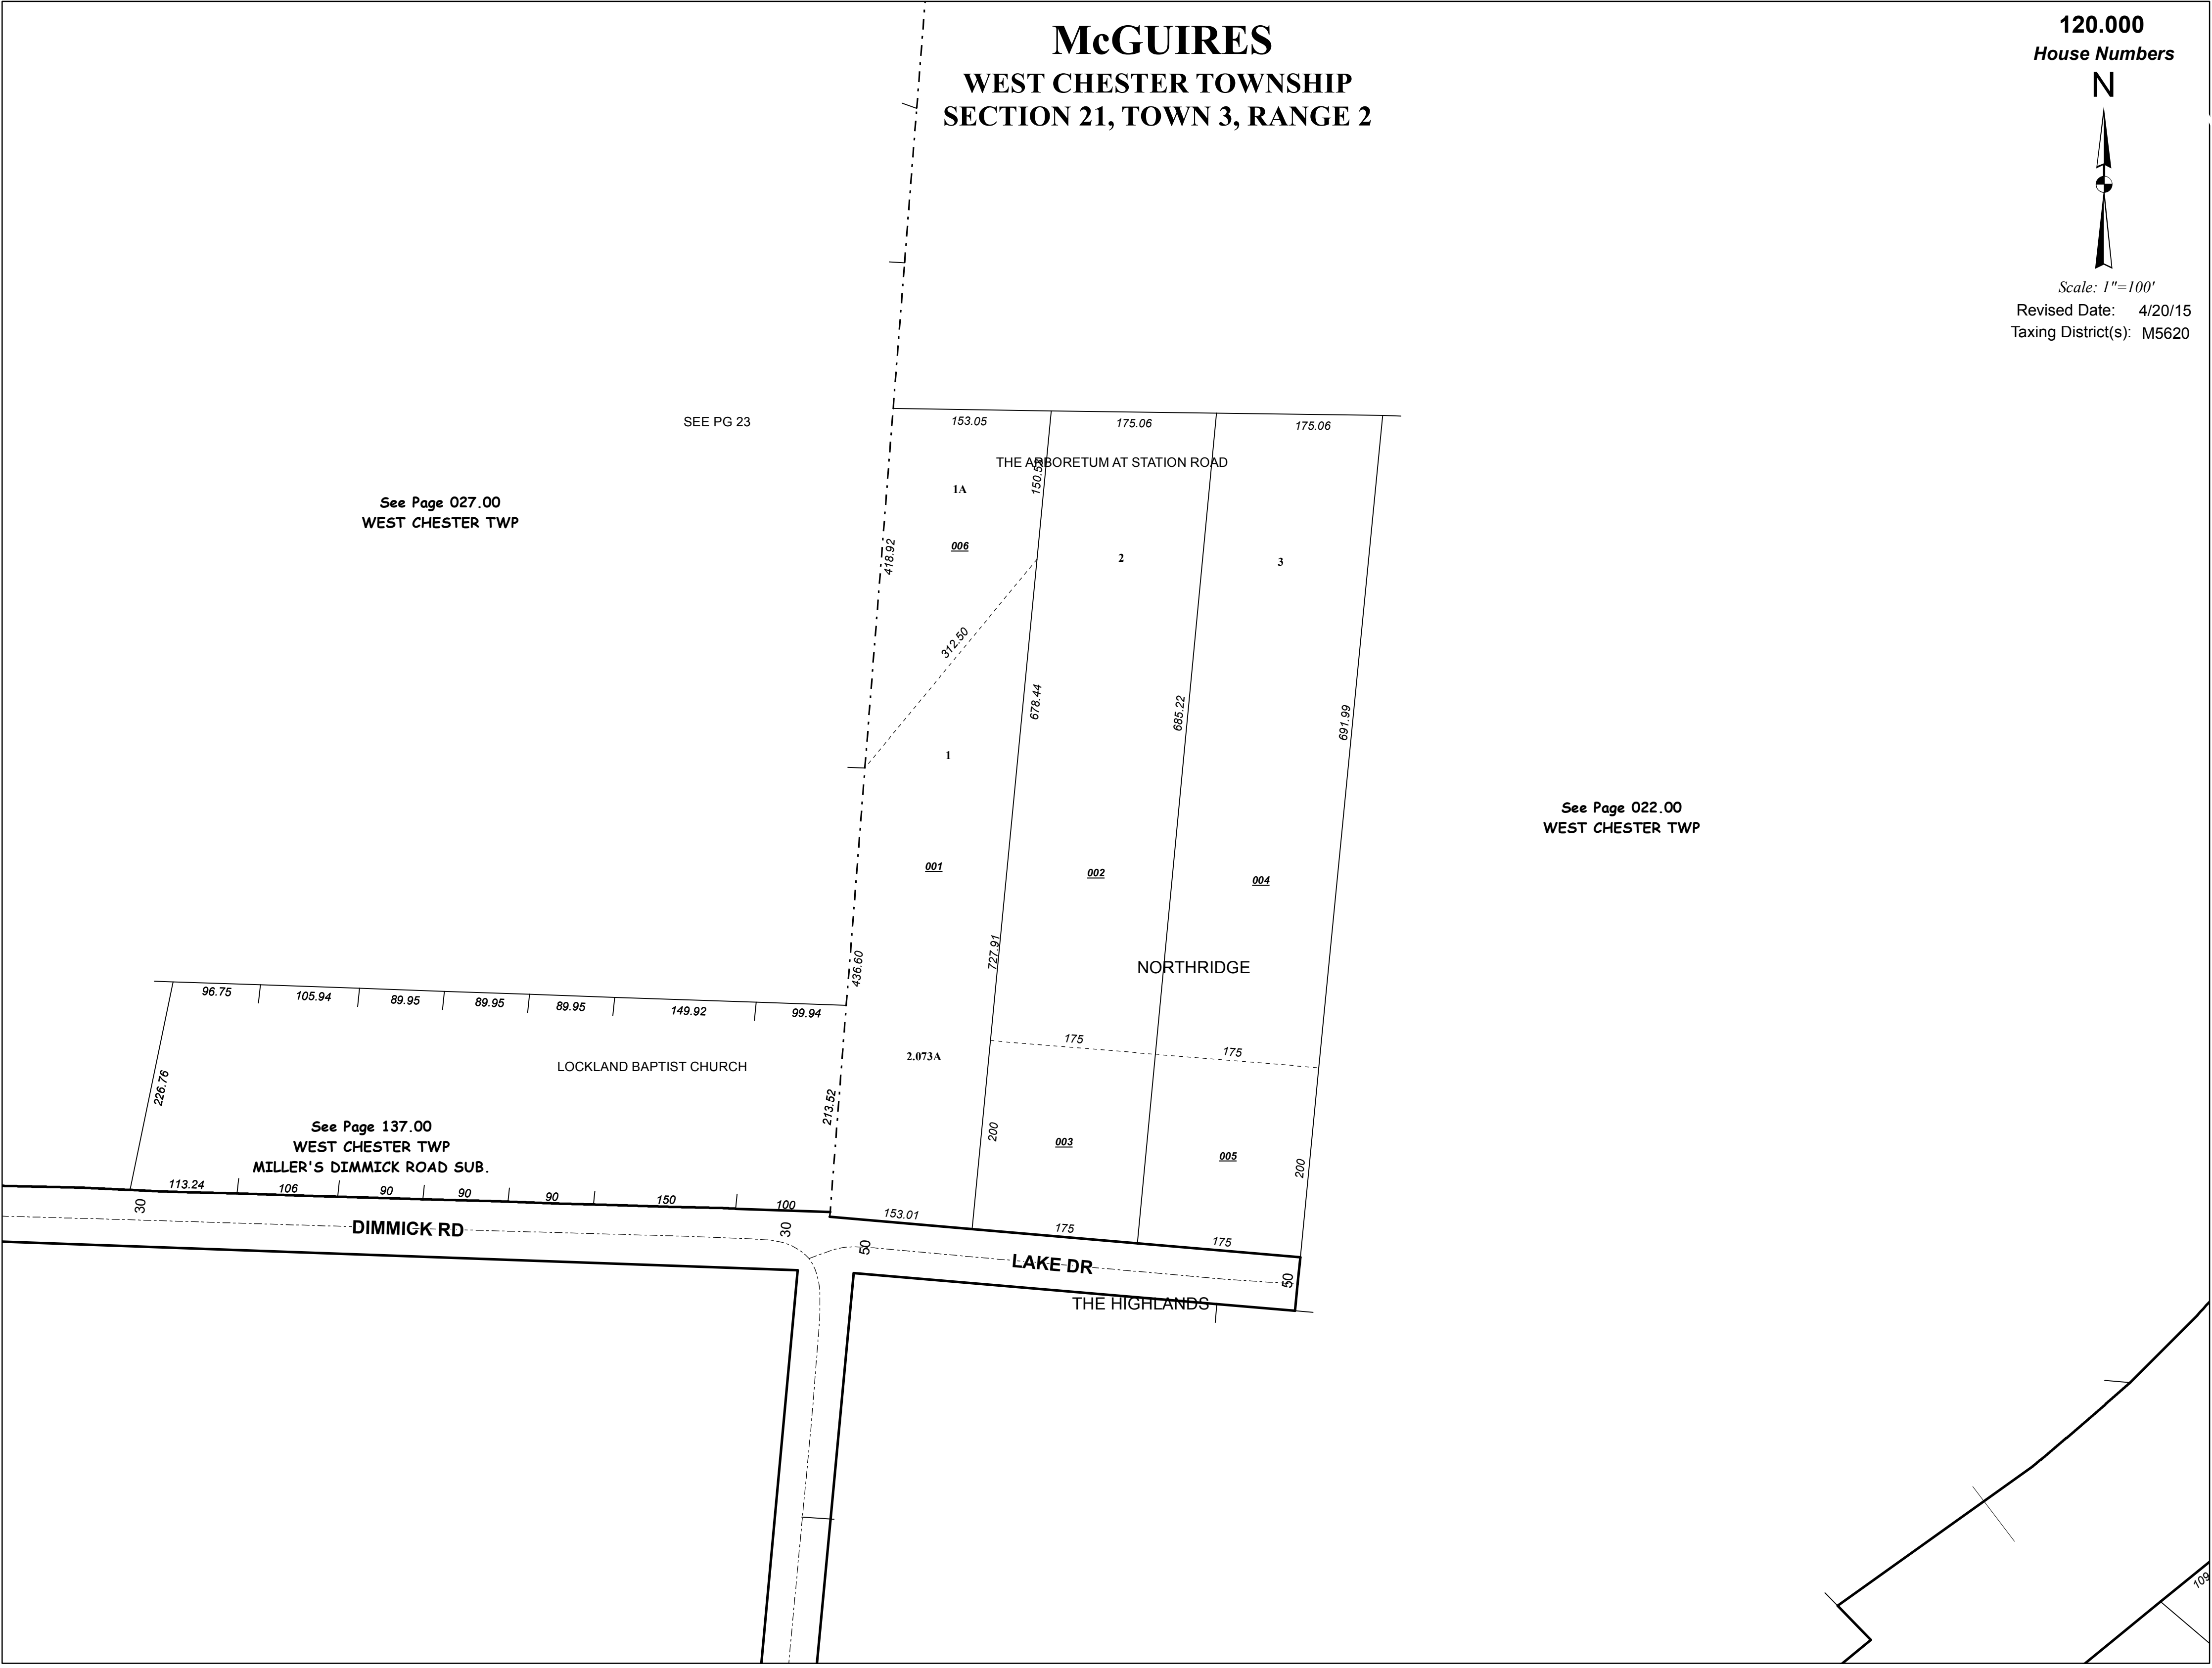 McGUIRES
WEST CHESTER TOWNSHIP
SECTION 21, TOWN 3, RANGE 2
120.000
House Numbers
N
Scale: 1"=100'
Revised Date: 4/20/15
Taxing District(s): M5620
SEE PG 23
153.05
175.06
175.06
THE ARBORETUM AT STATION ROAD
150.53
1A
See Page 027.00
WEST CHESTER TWP
006
418.92
2
3
312.50
678.44
685.22
691.99
1
See Page 022.00
WEST CHESTER TWP
001
002
004
727.91
436.60
NORTHRIDGE
96.75
105.94
89.95
89.95
89.95
149.92
99.94
175
175
2.073A
LOCKLAND BAPTIST CHURCH
226.76
213.52
See Page 137.00
WEST CHESTER TWP
MILLER'S DIMMICK ROAD SUB.
200
003
005
200
113.24
106
90
90
90
150
100
153.01
175
175
30
DIMMICK RD
30
50
LAKE DR
50
THE HIGHLANDS
109